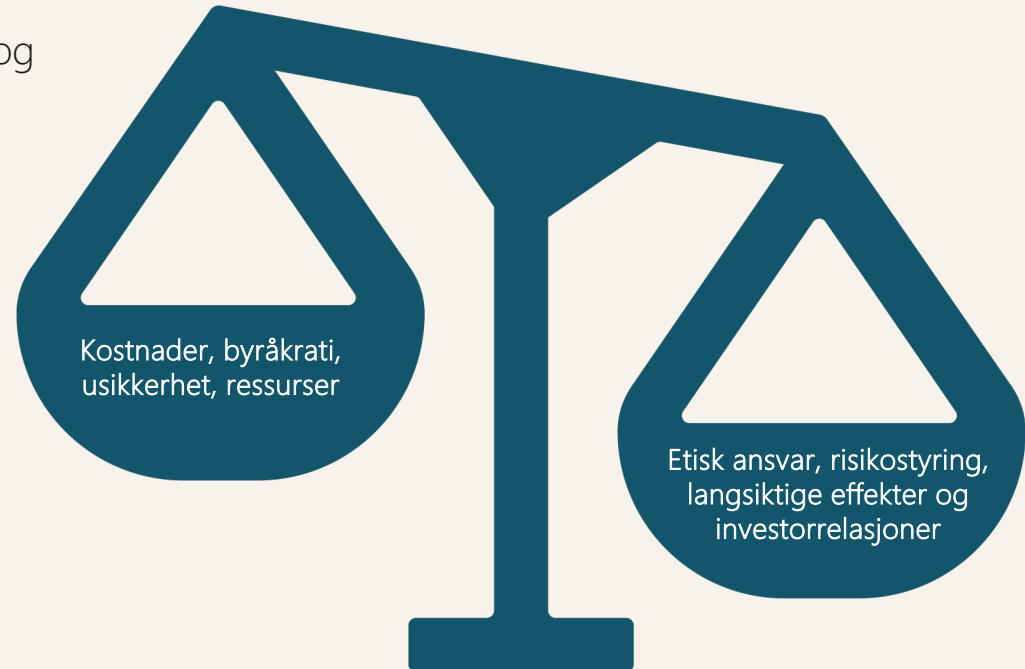 og
Kostnader, byråkrati,
usikkerhet, ressurser
Etisk ansvar, risikostyring,
langsiktige effekter og
investorrelasjoner